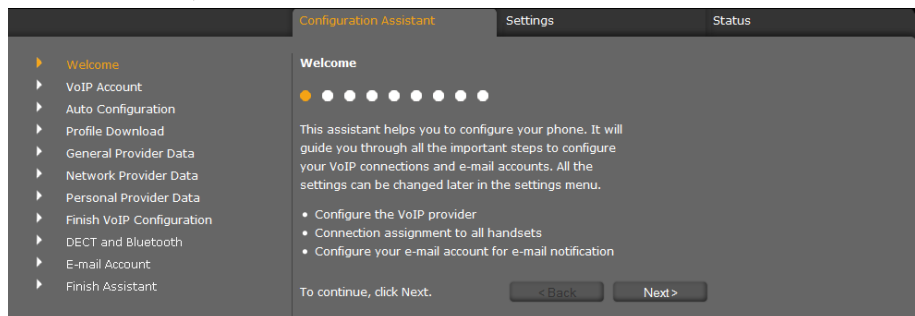 Configuration Assistant Settings Status
Welcome
VoIP Account
Auto Configuration
Profile Download
General Provider Data
Network Provider Data
Personal Provider Data
Finish VoIP Configuration
DECT and Bluetooth
E-mail Account
Finish Assistant
Welcome
This assistant helps you to configure your phone. It will
guide you through all the important steps to configure
your VoIP connections and e-mail accounts. All the
settings can be changed later in the settings menu.
• Configure the VoIP provider
• Connection assignment to all handsets
• Configure your e-mail account for e-mail notification
To continue, click Next. <Back Next>